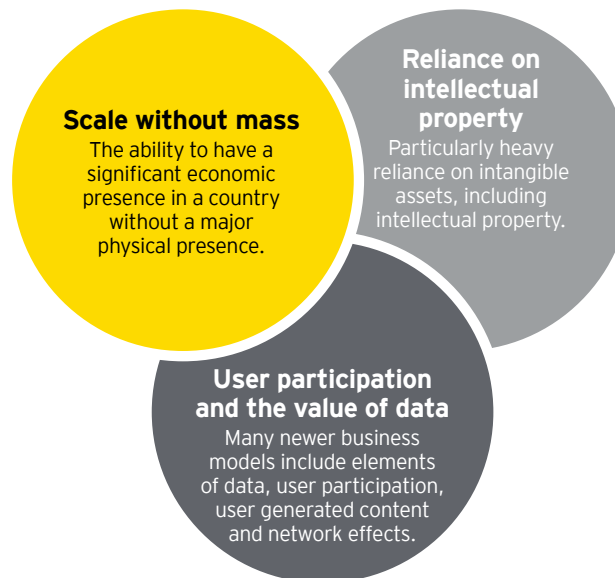 Scale without mass
The ability to have a
significant economic
presence in a country
without a major
physical presence.
Reliance on
intellectual
property
Particularly heavy
reliance on intangible
assets, including
intellectual property.
User participation
and the value of data
Many newer business
models include elements
of data, user participation,
user generated content
and network effects.